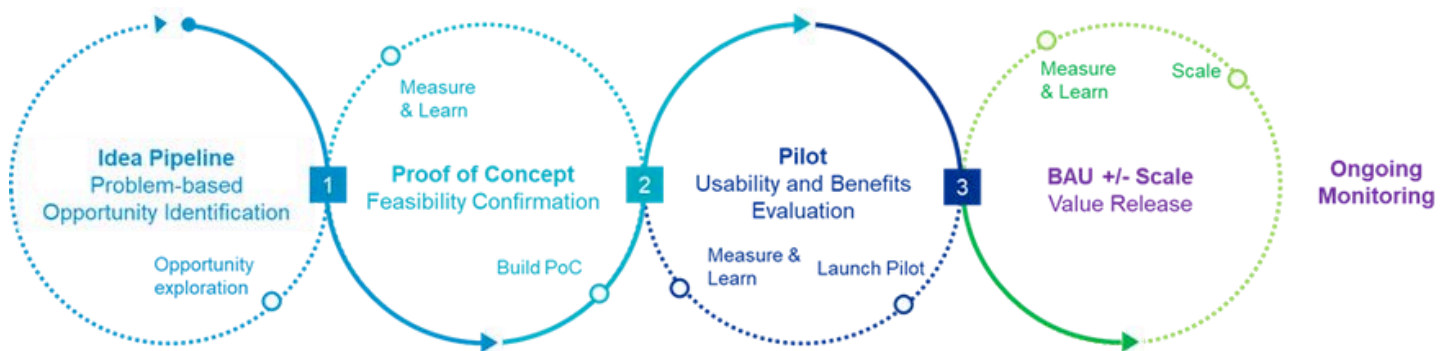 Idea Pipeline
Problem-based
Opportunity Identification
Opportunity
exploration
1
Measure
& Learn
Proof of Concept
Feasibility Confirmation
Build PoC
2
Pilot
Usability and Benefits
Evaluation
Measure &
Learn
Launch Pilot
3
Measure
& Learn
Scale
BAU +/- Scale
Value Release
Ongoing
Monitoring